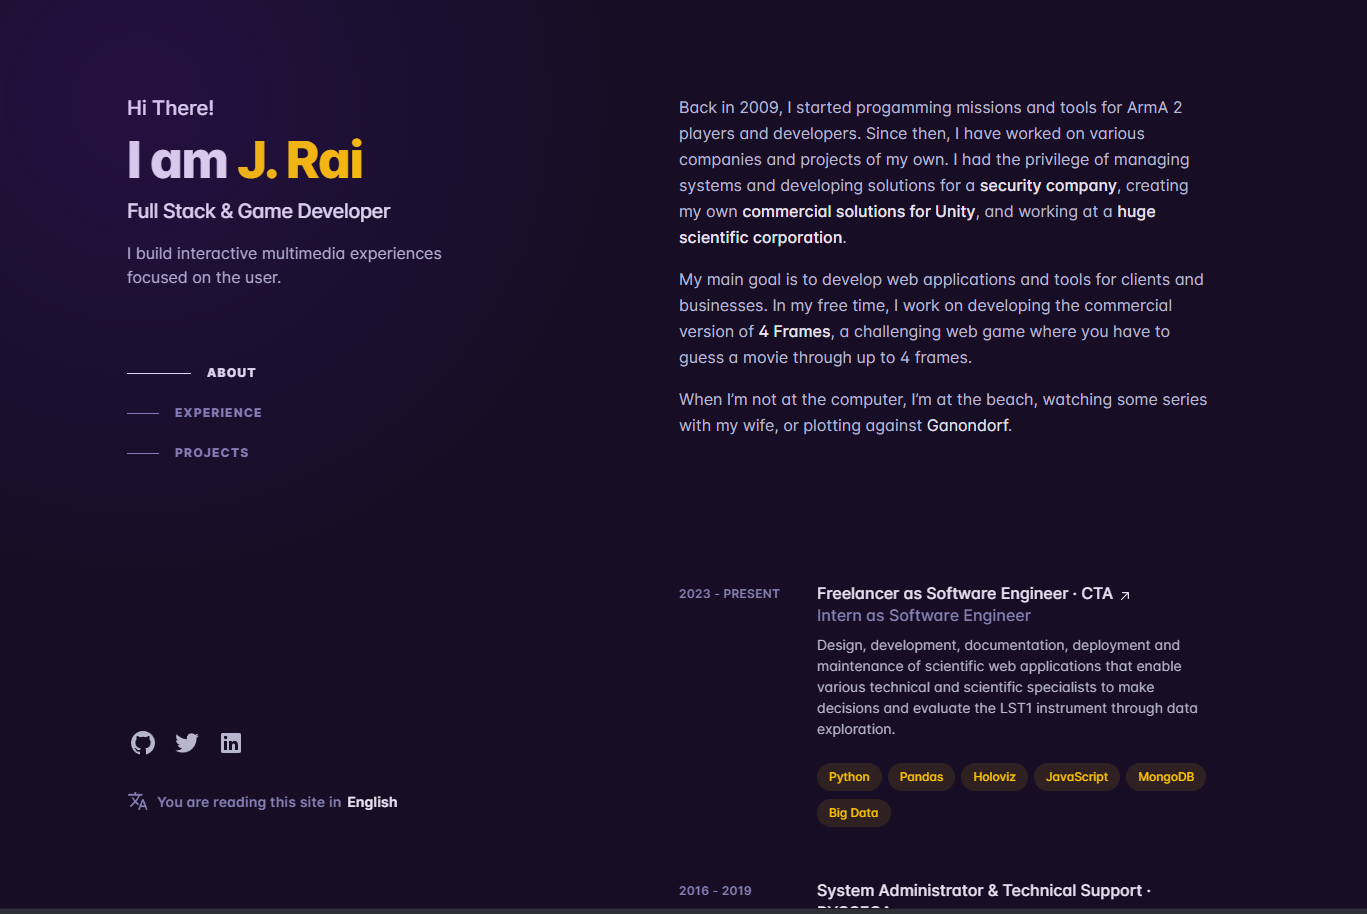 Hi There!
I am J. Rai
Full Stack & Game Developer
I build interactive multimedia experiences
focused on the user.
ABOUT
EXPERIENCE
PROJECTS
You are reading this site in English
Back in 2009, I started progamming missions and tools for ArmA 2
players and developers. Since then, I have worked on various
companies and projects of my own. I had the privilege of managing
systems and developing solutions for a security company, creating
my own commercial solutions for Unity, and working at a huge
scientific corporation.
My main goal is to develop web applications and tools for clients and
businesses. In my free time, I work on developing the commercial
version of 4 Frames, a challenging web game where you have to
guess a movie through up to 4 frames.
When I'm not at the computer, I'm at the beach, watching some series
with my wife, or plotting against Ganondorf.
2023 - PRESENT
Freelancer as Software Engineer · CTA
Intern as Software Engineer
Design, development, documentation, deployment and
maintenance of scientific web applications that enable
various technical and scientific specialists to make
decisions and evaluate the LST1 instrument through data
exploration.
Python Pandas Holoviz JavaScript MongoDB
Big Data
2016 - 2019
System Administrator & Technical Support ·